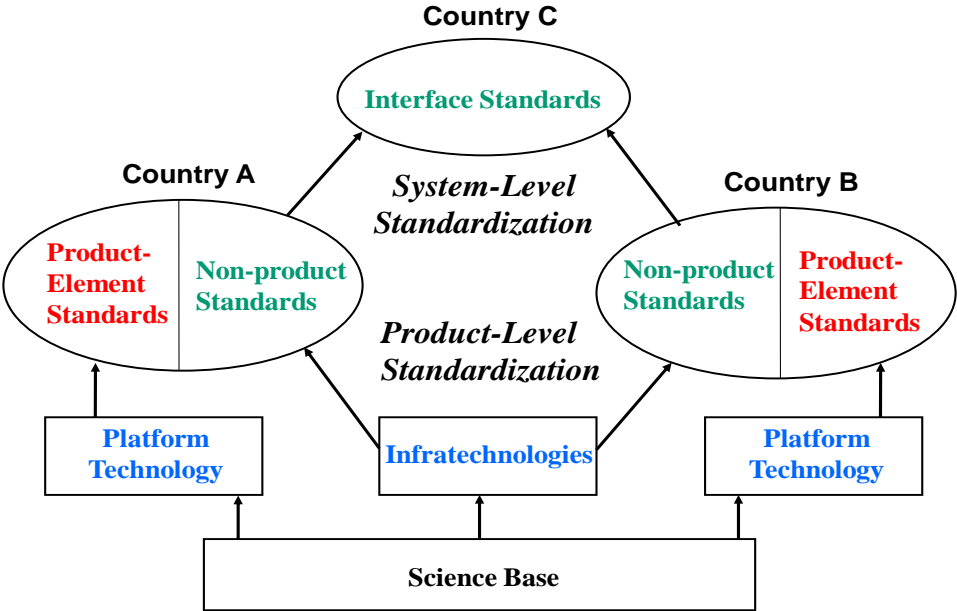 Country C
Interface Standards
Country A
System-Level
Standardization
Country B
Product-
Element
Standards
Non-product
Standards
Non-product
Standards
Product-
Element
Standards
Product-Level
Standardization
Platform
Technology
Infratechnologies
Platform
Technology
Science Base